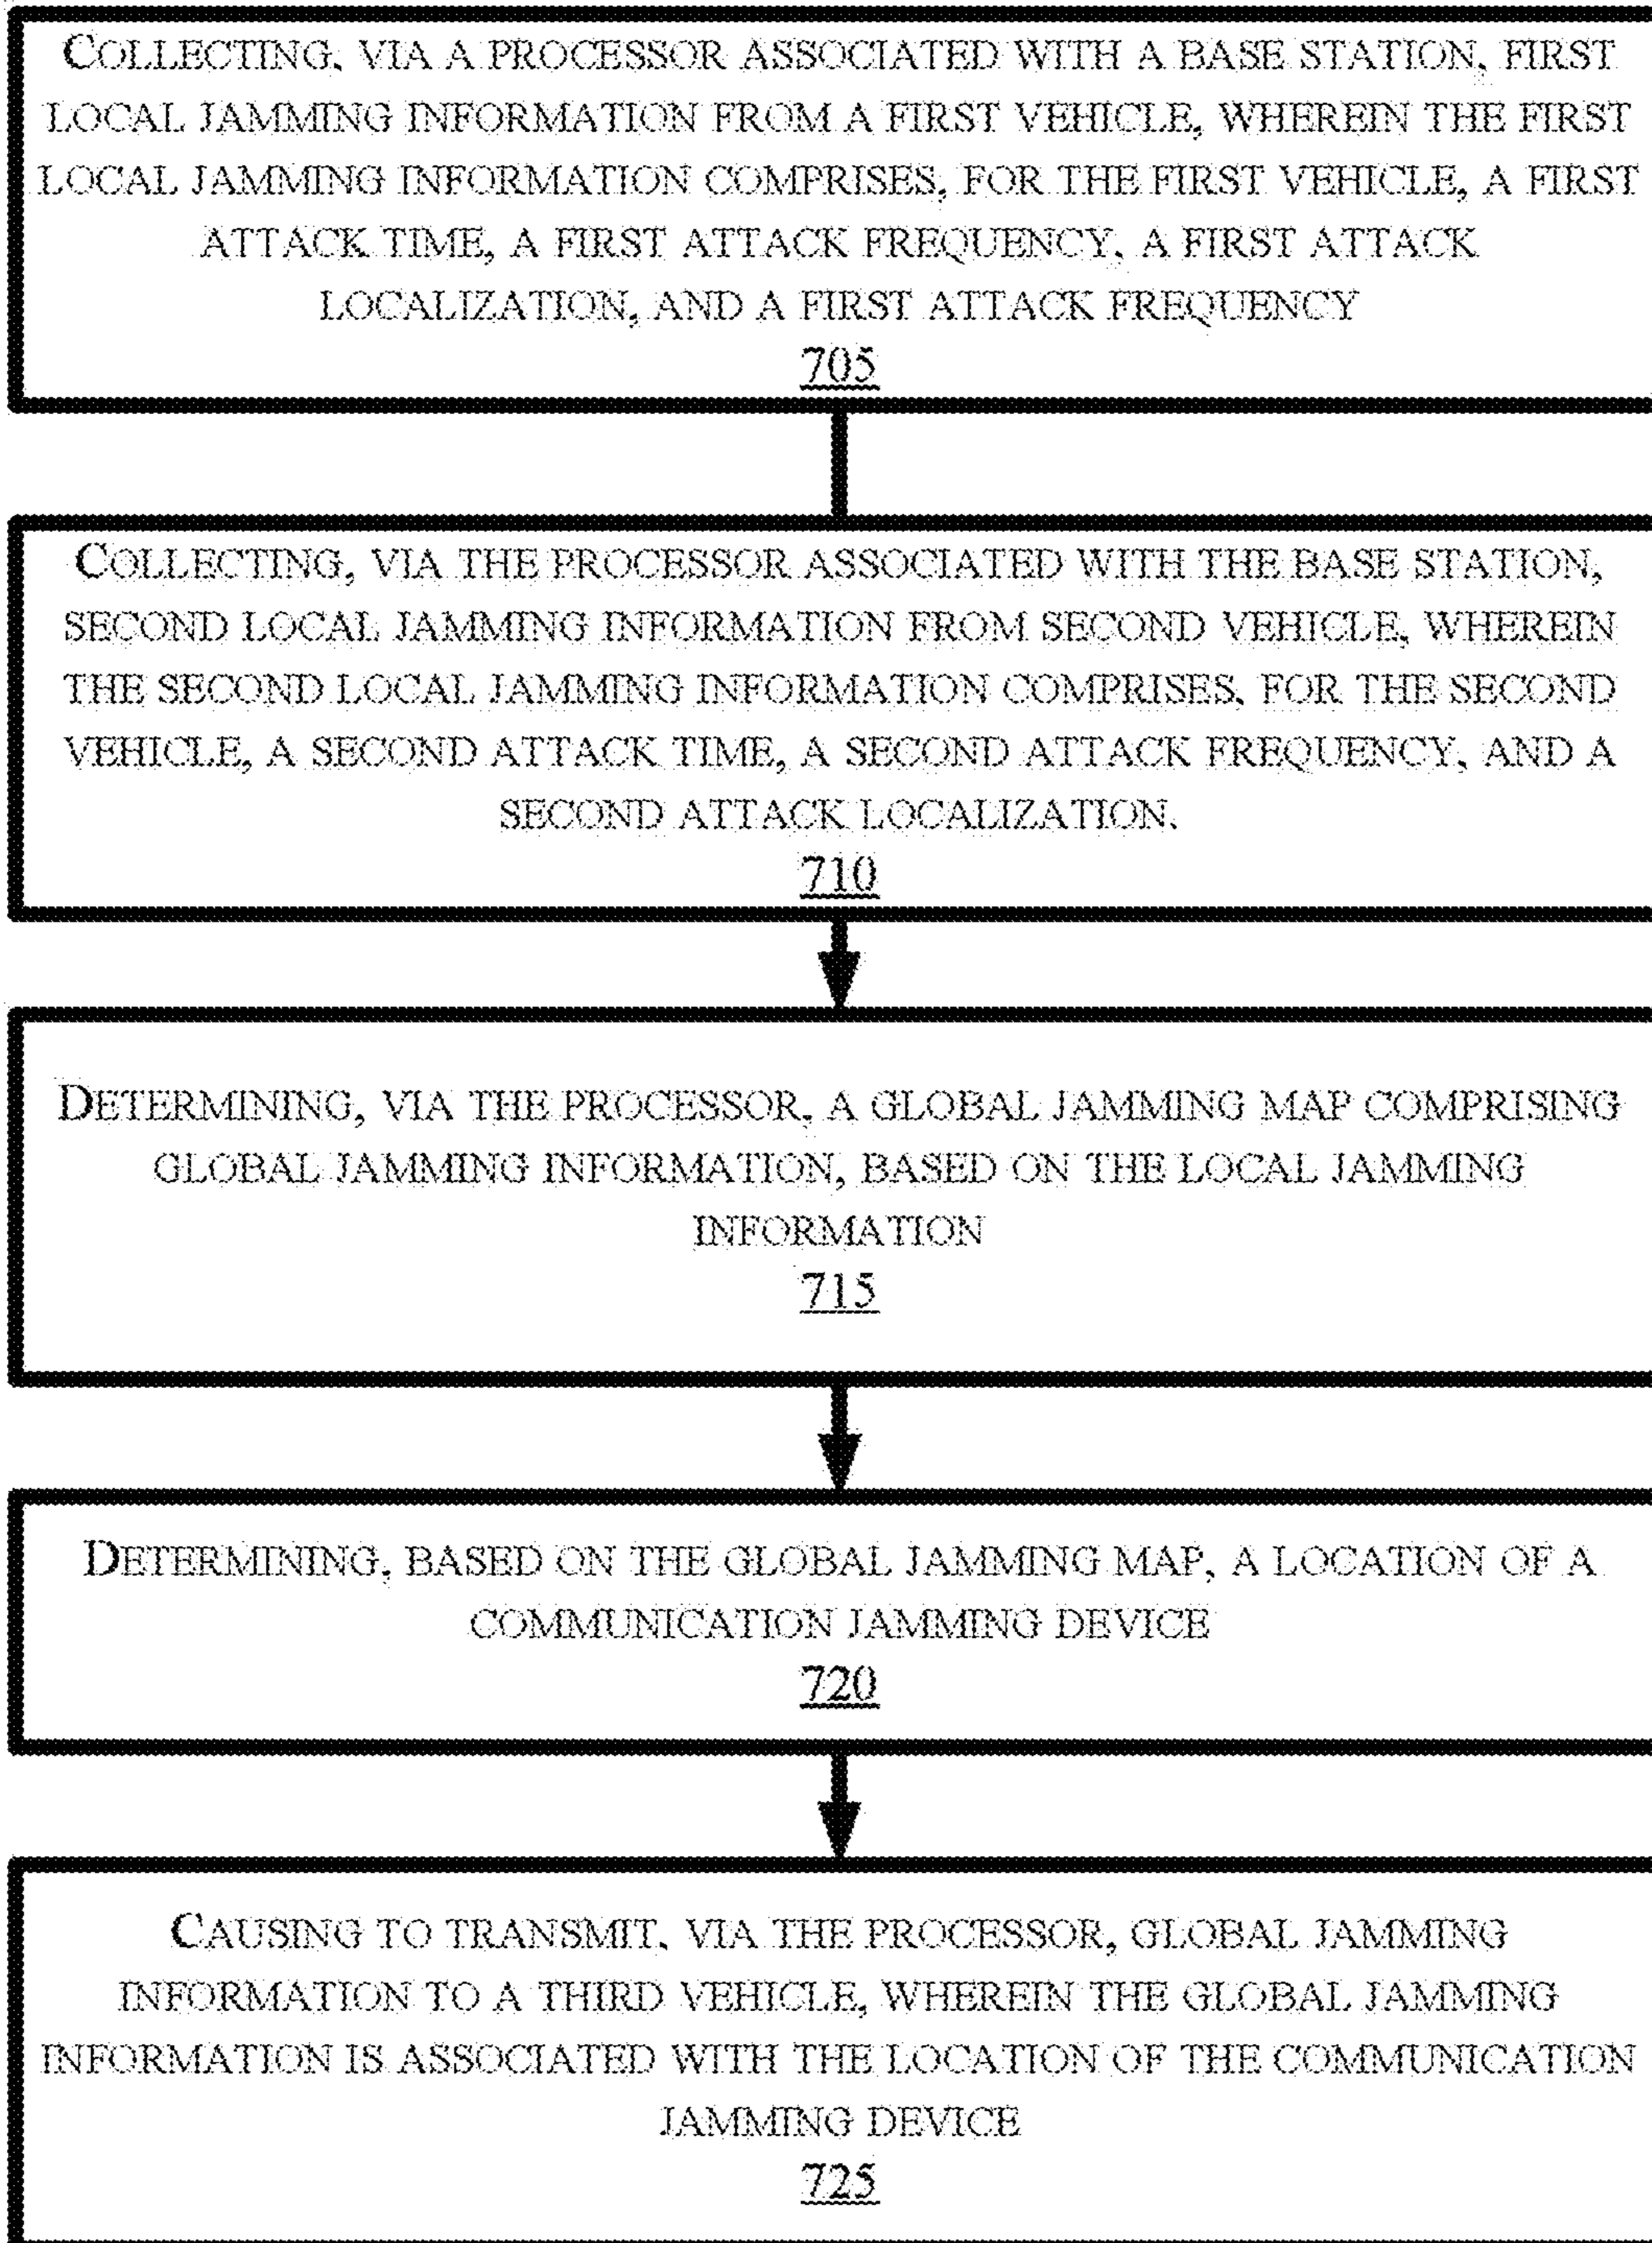 COLLECTING, VIA A PROCESSOR ASSOCIATED WITH A BASE STATION, FIRST
LOCAL JAMMING INFORMATION FROM A FIRST VEHICLE, WHEREIN THE FIRST
LOCAL JAMMING INFORMATION COMPRISES, FOR THE FIRST VEHICLE, A FIRST
ATTACK TIME, A FIRST ATTACK FREQUENCY, A FIRST ATTACK
LOCALIZATION, AND A FIRST ATTACK FREQUENCY
705
COLLECTING, VIA THE PROCESSOR ASSOCIATED WITH THE BASE STATION,
SECOND LOCAL JAMMING INFORMATION FROM SECOND VEHICLE, WHEREIN
THE SECOND LOCAL JAMMING INFORMATION COMPRISES, FOR THE SECOND
VEHICLE, A SECOND ATTACK TIME, A SECOND ATTACK FREQUENCY, AND A
SECOND ATTACK LOCALIZATION.
710
DETERMINING, VIA THE PROCESSOR, A GLOBAL JAMMING MAP COMPRISING
GLOBAL JAMMING INFORMATION, BASED ON THE LOCAL JAMMING
INFORMATION
715
DETERMINING, BASED ON THE GLOBAL JAMMING MAP, A LOCATION OF A
COMMUNICATION JAMMING DEVICE
720
CAUSING TO TRANSMIT, VIA THE PROCESSOR, GLOBAL JAMMING
INFORMATION TO A THIRD VEHICLE, WHEREIN THE GLOBAL JAMMING
INFORMATION IS ASSOCIATED WITH THE LOCATION OF THE COMMUNICATION
JAMMING DEVICE
725